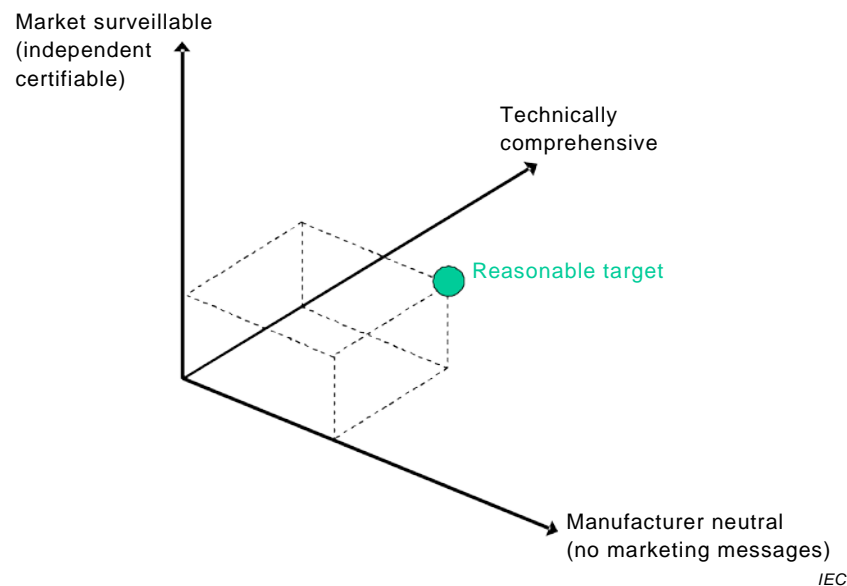 Market surveillable
(independent
certifiable)
Technically
comprehensive
Reasonable target
Manufacturer neutral
(no marketing messages)
IEC